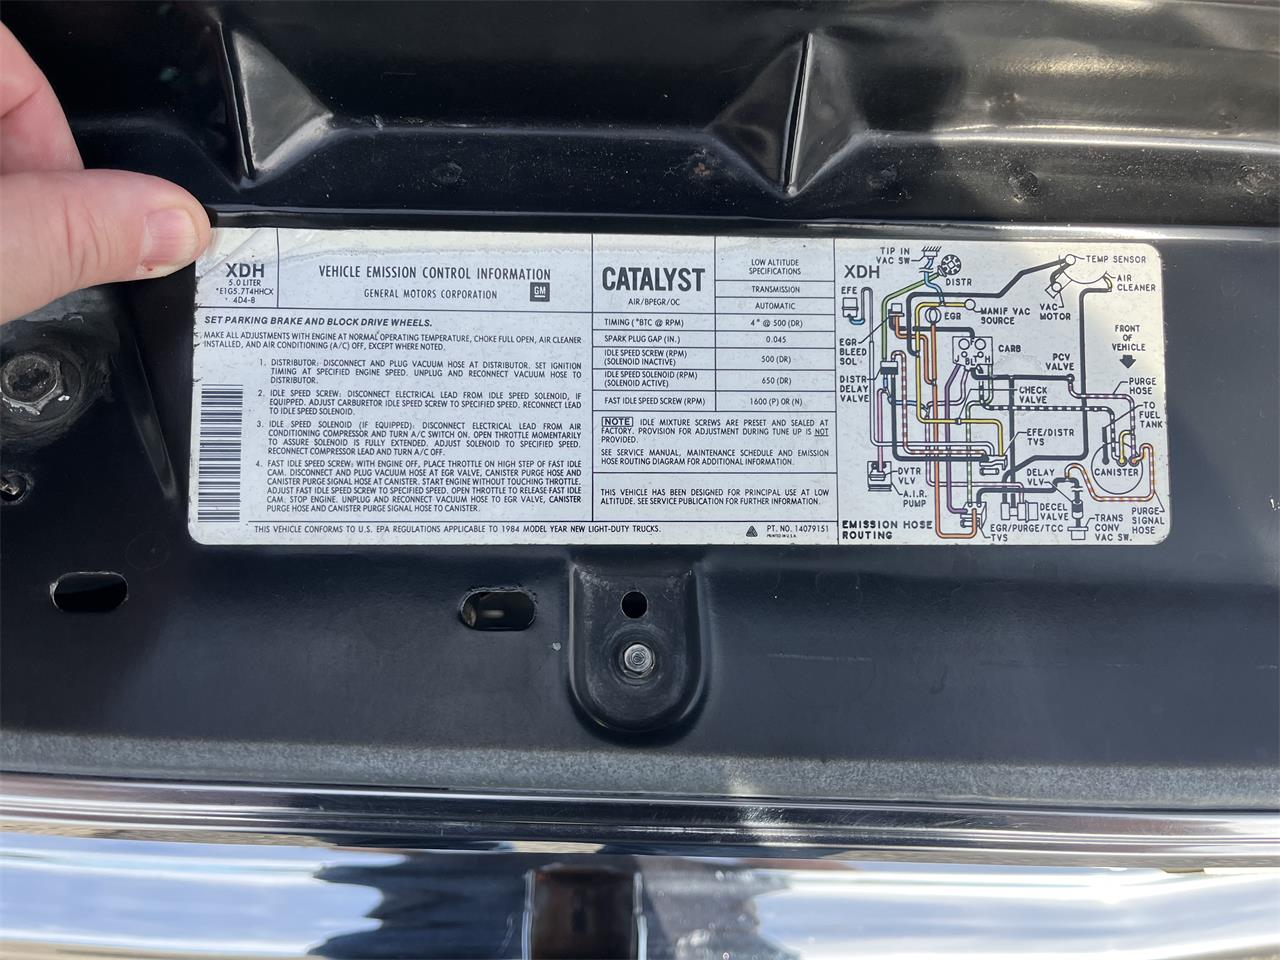 XDH
5.0 LITER
*E1G5.7T4HHCX
* 4D4-8
VEHICLE EMISSION CONTROL INFORMATION
GENERAL MOTORS CORPORATION
GM
SET PARKING BRAKE AND BLOCK DRIVE WHEELS.
MAKE ALL ADJUSTMENTS WITH ENGINE AT NORMAL OPERATING TEMPERATURE, CHOKE FULL OPEN, AIR CLEANER
INSTALLED, AND AIR CONDITIONING (A/C) OFF, EXCEPT WHERE NOTED.
1. DISTRIBUTOR: DISCONNECT AND PLUG VACUUM HOSE AT DISTRIBUTOR. SET IGNITION
TIMING AT SPECIFIED ENGINE SPEED. UNPLUG AND RECONNECT VACUUM HOSE TO
DISTRIBUTOR.
2. IDLE SPEED SCREW: DISCONNECT ELECTRICAL LEAD FROM IDLE SPEED SOLENOID, IF
EQUIPPED. ADJUST CARBURETOR IDLE SPEED SCREW TO SPECIFIED SPEED. RECONNECT LEAD
TO IDLE SPEED SOLENOID.
3. IDLE SPEED SOLENOID (IF EQUIPPED): DISCONNECT ELECTRICAL LEAD FROM AIR
CONDITIONING COMPRESSOR AND TURN A/C SWITCH ON. OPEN THROTTLE MOMENTARILY
TO ASSURE SOLENOID IS FULLY EXTENDED. ADJUST SOLENOID TO SPECIFIED SPEED.
RECONNECT COMPRESSOR LEAD AND TURN A/C OFF.
4. FAST IDLE SPEED SCREW: WITH ENGINE OFF, PLACE THROTTLE ON HIGH STEP OF FAST IDLE
CAM. DISCONNECT AND PLUG VACUUM HOSE AT EGR VALVE, CANISTER PURGE HOSE AND
CANISTER PURGE SIGNAL HOSE AT CANISTER. START ENGINE WITHOUT TOUCHING THROTTLE.
ADJUST FAST IDLE SPEED SCREW TO SPECIFIED SPEED. OPEN THROTTLE TO RELEASE FAST IDLE
CAM. STOP ENGINE. UNPLUG AND RECONNECT VACUUM HOSE TO EGR VALVE, CANISTER
PURGE HOSE AND CANISTER PURGE SIGNAL HOSE TO CANISTER.
THIS VEHICLE CONFORMS TO U.S. EPA REGULATIONS APPLICABLE TO 1984 MODEL YEAR NEW LIGHT-DUTY TRUCKS.
CATALYST
AIR/BPEGR/OC
LOW ALTITUDE
SPECIFICATIONS
TRANSMISSION
AUTOMATIC
TIMING (°BTC @ RPM) 4° @ 500 (DR)
SPARK PLUG GAP (IN.) 0.045
IDLE SPEED SCREW (RPM)
(SOLENOID INACTIVE) 500 (DR)
IDLE SPEED SCREW (RPM)
(SOLENOID ACTIVE) 650 (DR)
FAST IDLE SPEED SCREW (RPM) 1600 (P) OR (N)
NOTE IDLE MIXTURE SCREWS ARE PRESET AND SEALED AT
FACTORY. PROVISION FOR ADJUSTMENT DURING TUNE UP IS NOT
PROVIDED.
SEE SERVICE MANUAL, MAINTENANCE SCHEDULE AND EMISSION
HOSE ROUTING DIAGRAM FOR ADDITIONAL INFORMATION.
THIS VEHICLE HAS BEEN DESIGNED FOR PRINCIPAL USE AT LOW
ALTITUDE. SEE SERVICE PUBLICATION FOR FURTHER INFORMATION.
PT. NO. 14079151
PRINTED IN U.S.A.
XDH
TIP IN
VAC SW
DISTR
TEMP SENSOR
AIR
CLEANER
EFE
VAC
MOTOR
EGR
MANIF VAC
SOURCE
FRONT
OF
VEHICLE
EGR
BLEED
SOL
CARB
PCV
VALVE
DISTR
DELAY
VALVE
CHECK
VALVE
PURGE
HOSE
TO
FUEL
TANK
EFE/DISTR
TVS
CANISTER
DVTR
VLV
DELAY
VLV
A.I.R.
PUMP
DECEL
VALVE
EGR/PURGE/TCC
TVS
TRANS
CONV
VAC SW.
PURGE
SIGNAL
HOSE
EMISSION HOSE
ROUTING